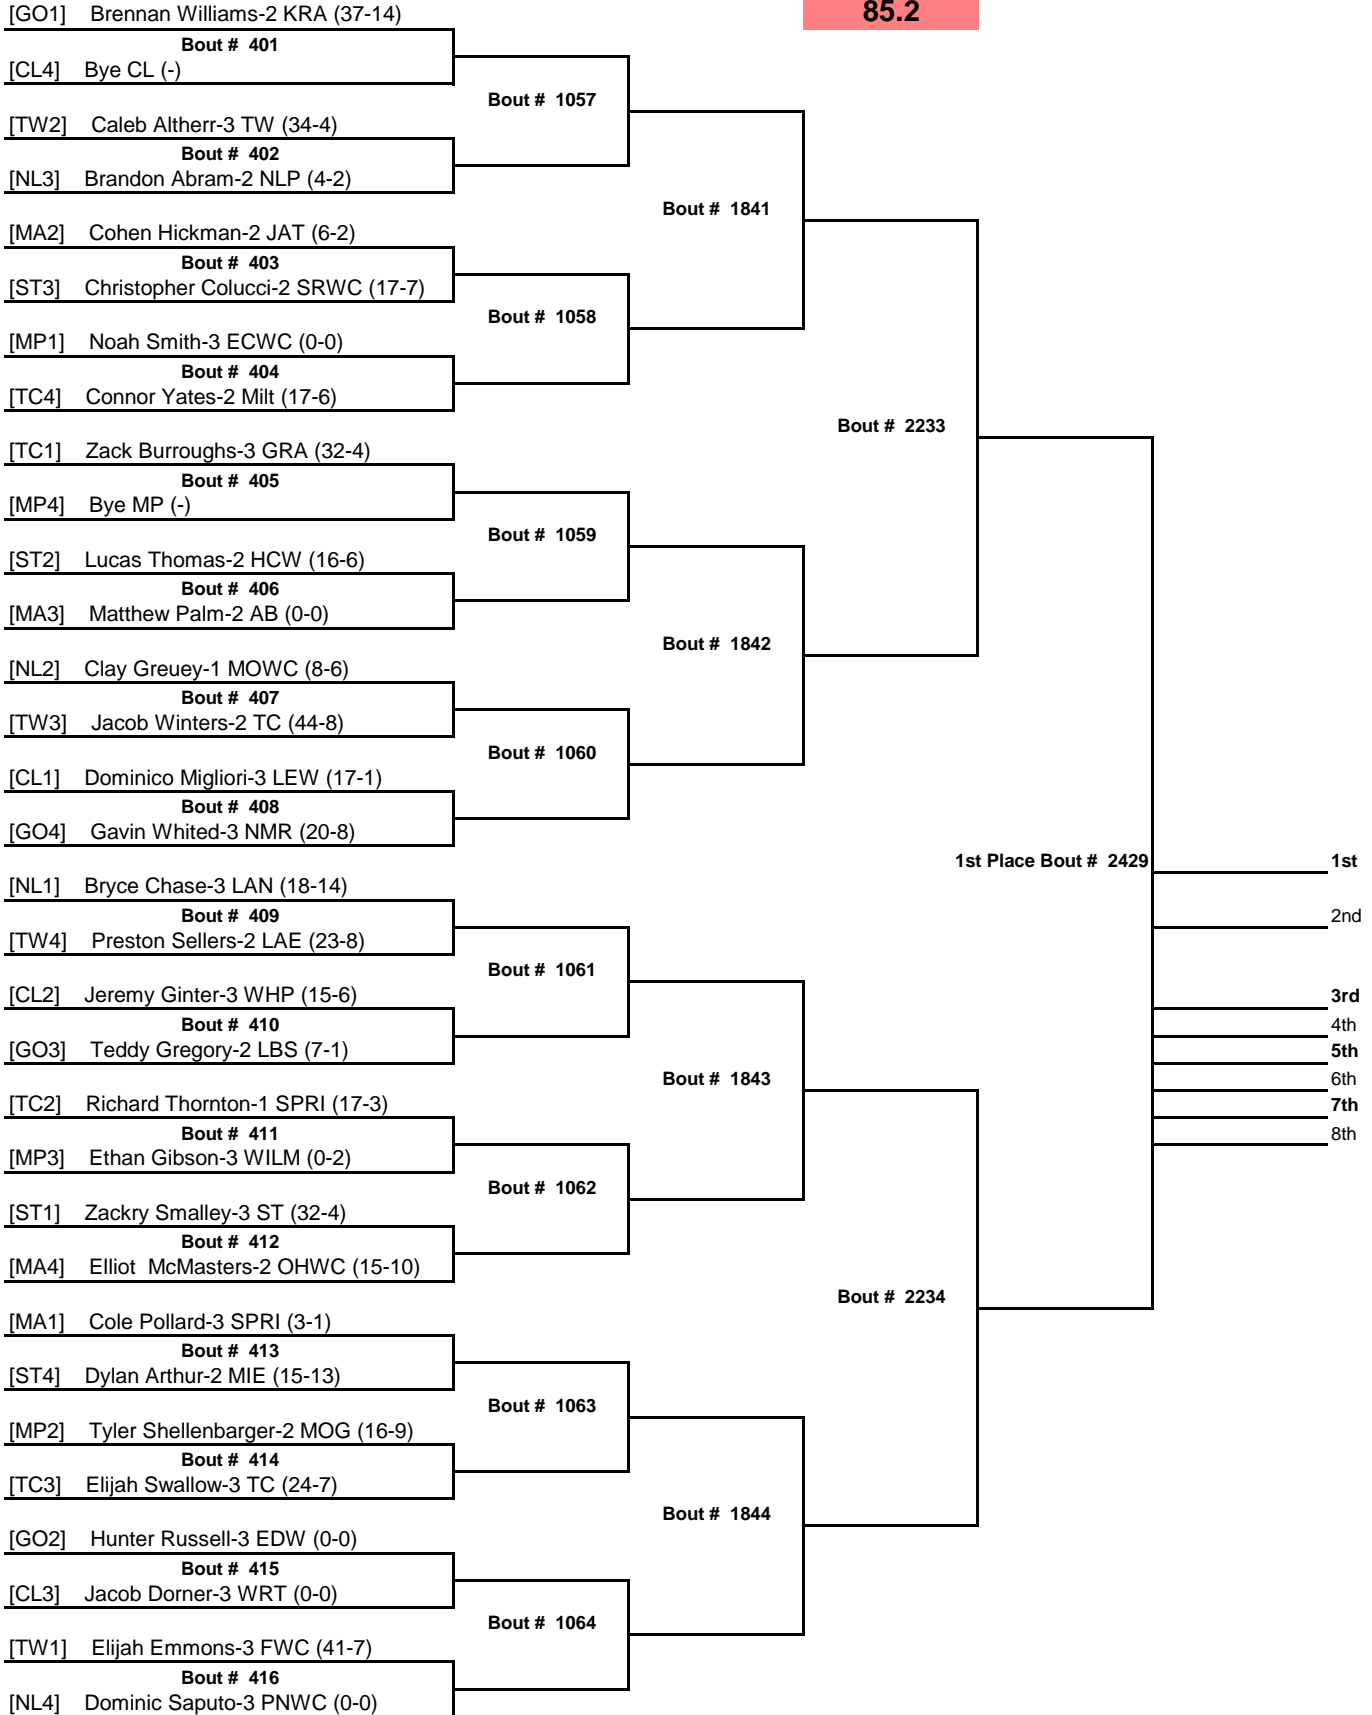 [GO1] Brennan Williams-2 KRA (37-14)
85.2
Bout # 401
[CL4] Bye CL (-)
Bout # 1057
[TW2] Caleb Altherr-3 TW (34-4)
Bout # 402
[NL3] Brandon Abram-2 NLP (4-2)
Bout # 1841
[MA2] Cohen Hickman-2 JAT (6-2)
Bout # 403
[ST3] Christopher Colucci-2 SRWC (17-7)
Bout # 1058
[MP1] Noah Smith-3 ECWC (0-0)
Bout # 404
[TC4] Connor Yates-2 Milt (17-6)
Bout # 2233
[TC1] Zack Burroughs-3 GRA (32-4)
Bout # 405
[MP4] Bye MP (-)
Bout # 1059
[ST2] Lucas Thomas-2 HCW (16-6)
Bout # 406
[MA3] Matthew Palm-2 AB (0-0)
Bout # 1842
[NL2] Clay Greuey-1 MOWC (8-6)
Bout # 407
[TW3] Jacob Winters-2 TC (44-8)
Bout # 1060
[CL1] Dominico Migliori-3 LEW (17-1)
Bout # 408
[GO4] Gavin Whited-3 NMR (20-8)
1st Place Bout # 2429
1st
[NL1] Bryce Chase-3 LAN (18-14)
Bout # 409
2nd
[TW4] Preston Sellers-2 LAE (23-8)
Bout # 1061
[CL2] Jeremy Ginter-3 WHP (15-6)
3rd
Bout # 410
4th
[GO3] Teddy Gregory-2 LBS (7-1)
5th
Bout # 1843
6th
[TC2] Richard Thornton-1 SPRI (17-3)
7th
Bout # 411
8th
[MP3] Ethan Gibson-3 WILM (0-2)
Bout # 1062
[ST1] Zackry Smalley-3 ST (32-4)
Bout # 412
[MA4] Elliot McMasters-2 OHWC (15-10)
Bout # 2234
[MA1] Cole Pollard-3 SPRI (3-1)
Bout # 413
[ST4] Dylan Arthur-2 MIE (15-13)
Bout # 1063
[MP2] Tyler Shellenbarger-2 MOG (16-9)
Bout # 414
[TC3] Elijah Swallow-3 TC (24-7)
Bout # 1844
[GO2] Hunter Russell-3 EDW (0-0)
Bout # 415
[CL3] Jacob Dorner-3 WRT (0-0)
Bout # 1064
[TW1] Elijah Emmons-3 FWC (41-7)
Bout # 416
[NL4] Dominic Saputo-3 PNWC (0-0)